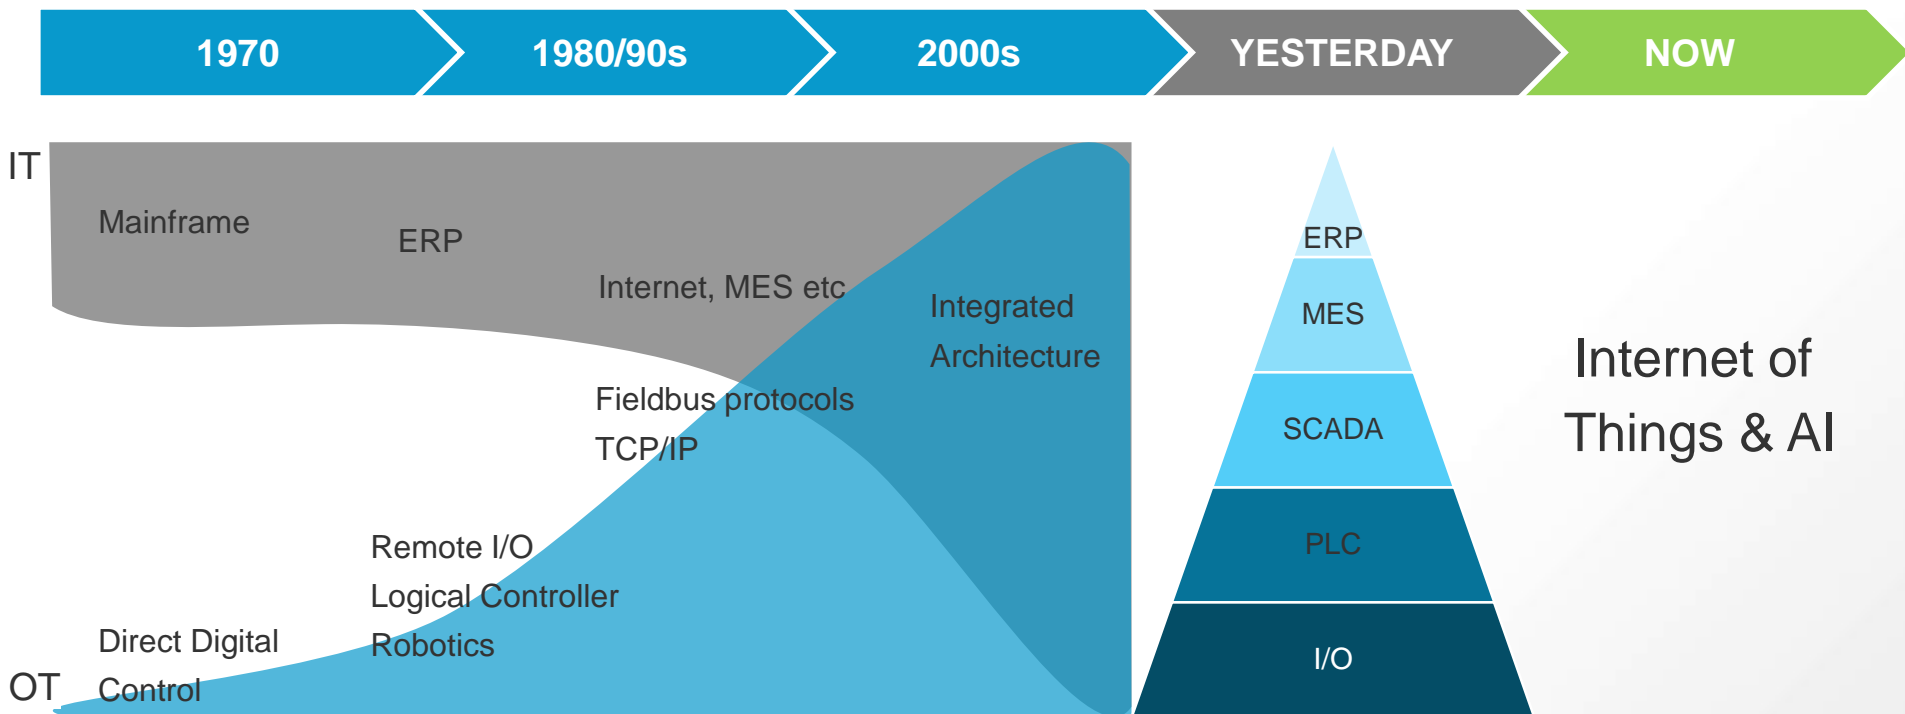 1970
1980/90s
2000s
YESTERDAY
NOW
IT
Mainframe
ERP
Internet, MES etc
Integrated
Architecture
Fieldbus protocols
TCP/IP
Remote I/O
Logical Controller
Robotics
Direct Digital
Control
OT
ERP
MES
SCADA
PLC
I/O
Internet of
Things & AI